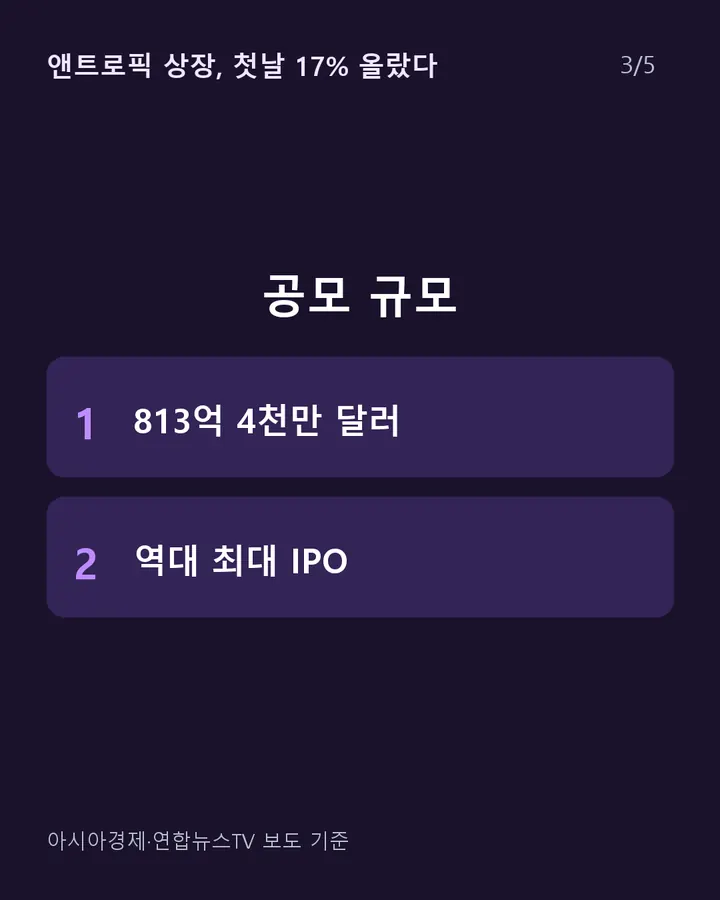 앤트로픽 상장, 첫날 17% 올랐다
3/5
공모 규모
1 813억 4천만 달러
2 역대 최대 IPO
아시아경제·연합뉴스TV 보도 기준